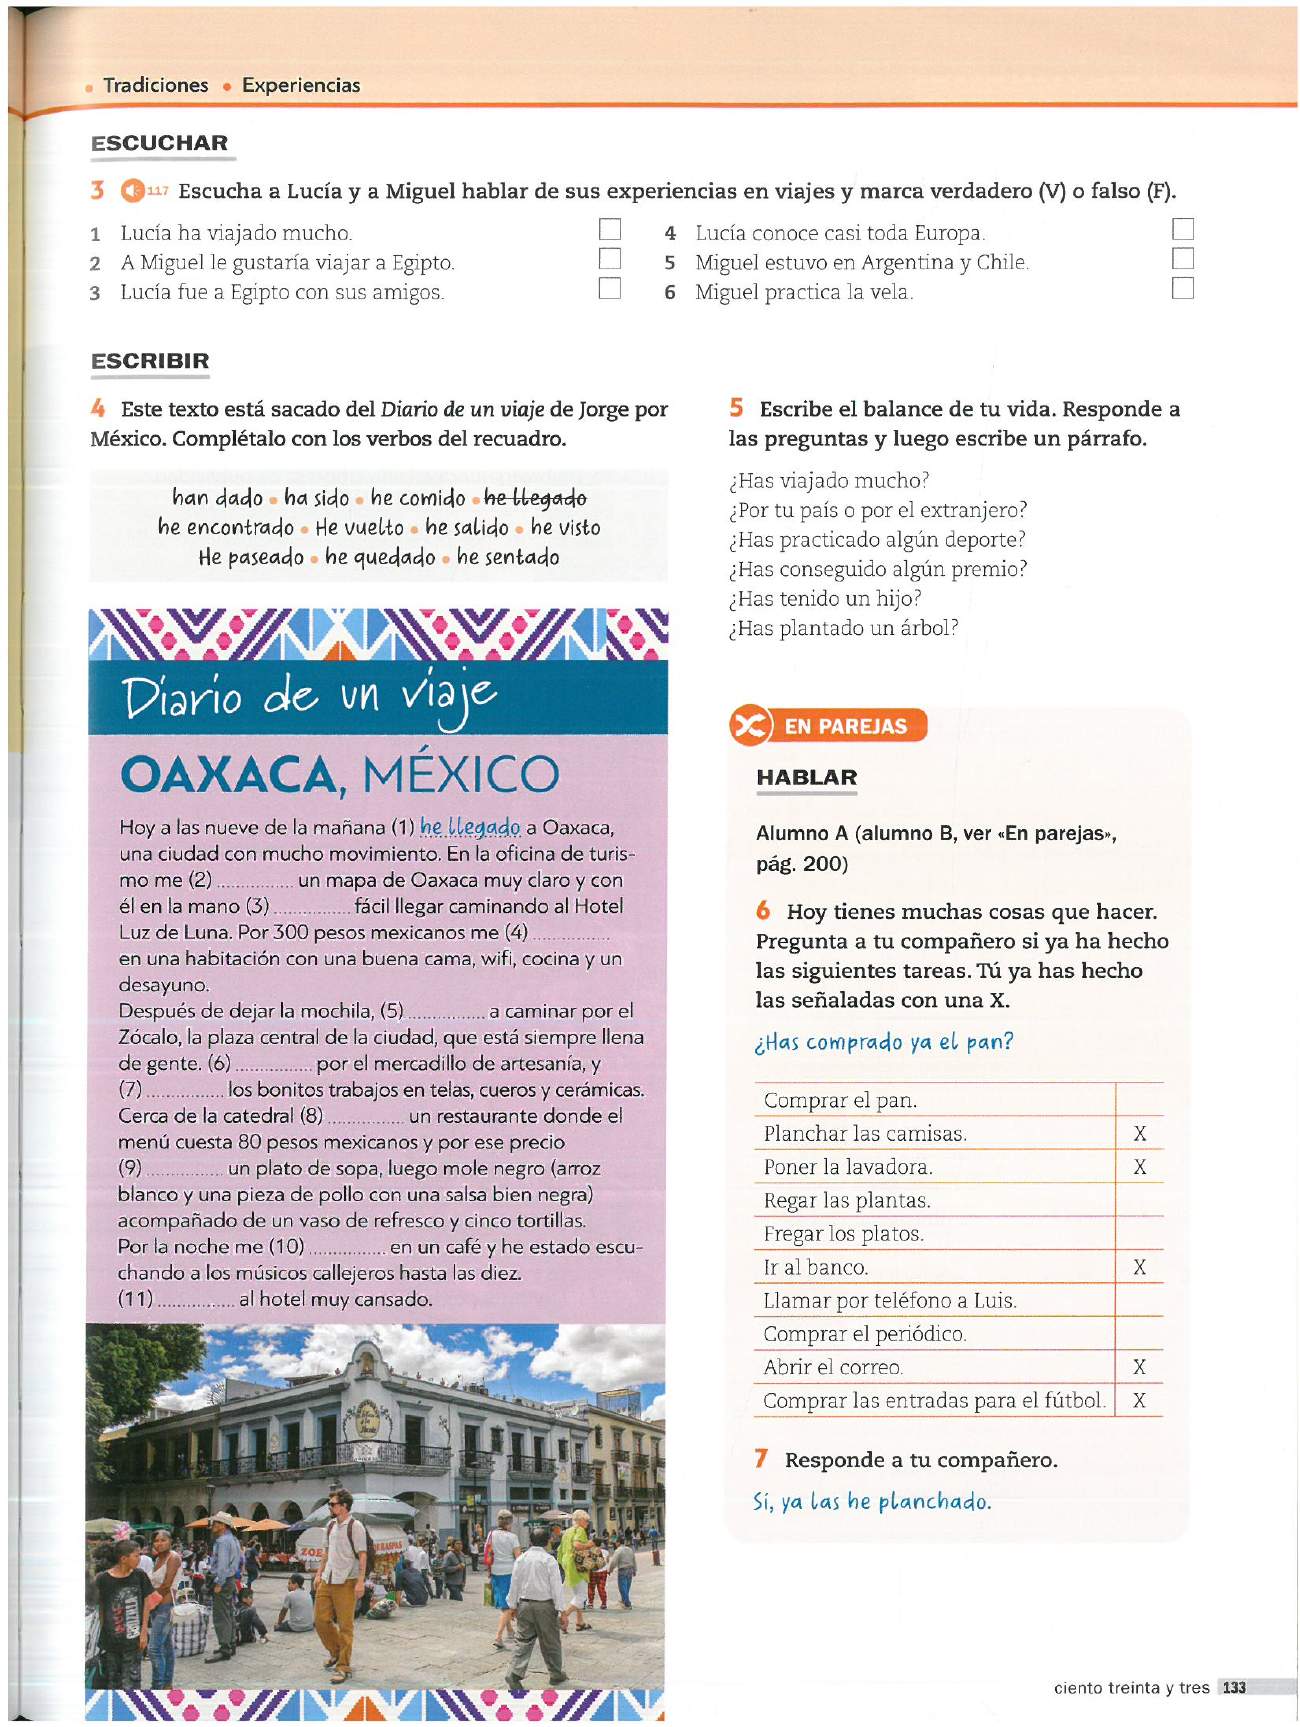 Tradiciones • Experiencias
ESCUCHAR
3 117 Escucha a Lucía y a Miguel hablar de sus experiencias en viajes y marca verdadero (V) o falso (F).
1 Lucía ha viajado mucho.
2 A Miguel le gustaría viajar a Egipto.
3 Lucía fue a Egipto con sus amigos.
4 Lucía conoce casi toda Europa.
5 Miguel estuvo en Argentina y Chile.
6 Miguel practica la vela.
ESCRIBIR
4 Este texto está sacado del Diario de un viaje de Jorge por
México. Complétalo con los verbos del recuadro.
han dado • ha sido • he comido • he llegado
he encontrado • He vuelto • he salido • he visto
He paseado • he quedado • he sentado
Diario de un viaje
OAXACA, MÉXICO
Hoy a las nueve de la mañana (1) he llegado a Oaxaca,
una ciudad con mucho movimiento. En la oficina de turis-
mo me (2) ............... un mapa de Oaxaca muy claro y con
él en la mano (3) ............... fácil llegar caminando al Hotel
Luz de Luna. Por 300 pesos mexicanos me (4) ...............
en una habitación con una buena cama, wifi, cocina y un
desayuno.
Después de dejar la mochila, (5) ............... a caminar por el
Zócalo, la plaza central de la ciudad, que está siempre llena
de gente. (6) ............... por el mercadillo de artesanía, y
(7) ............... los bonitos trabajos en telas, cueros y cerámicas.
Cerca de la catedral (8) ............... un restaurante donde el
menú cuesta 80 pesos mexicanos y por ese precio
(9) ............... un plato de sopa, luego mole negro (arroz
blanco y una pieza de pollo con una salsa bien negra)
acompañado de un vaso de refresco y cinco tortillas.
Por la noche me (10) ............... en un café y he estado escu-
chando a los músicos callejeros hasta las diez.
(11) ............... al hotel muy cansado.
ZOE
5 Escribe el balance de tu vida. Responde a
las preguntas y luego escribe un párrafo.
¿Has viajado mucho?
¿Por tu país o por el extranjero?
¿Has practicado algún deporte?
¿Has conseguido algún premio?
¿Has tenido un hijo?
¿Has plantado un árbol?
EN PAREJAS
HABLAR
Alumno A (alumno B, ver «En parejas»,
pág. 200)
6 Hoy tienes muchas cosas que hacer.
Pregunta a tu compañero si ya ha hecho
las siguientes tareas. Tú ya has hecho
las señaladas con una X.
¿Has comprado ya el pan?
Comprar el pan.
Planchar las camisas. X
Poner la lavadora. X
Regar las plantas.
Fregar los platos.
Ir al banco. X
Llamar por teléfono a Luis.
Comprar el periódico.
Abrir el correo. X
Comprar las entradas para el fútbol. X
7 Responde a tu compañero.
Sí, ya las he planchado.
ciento treinta y tres 133